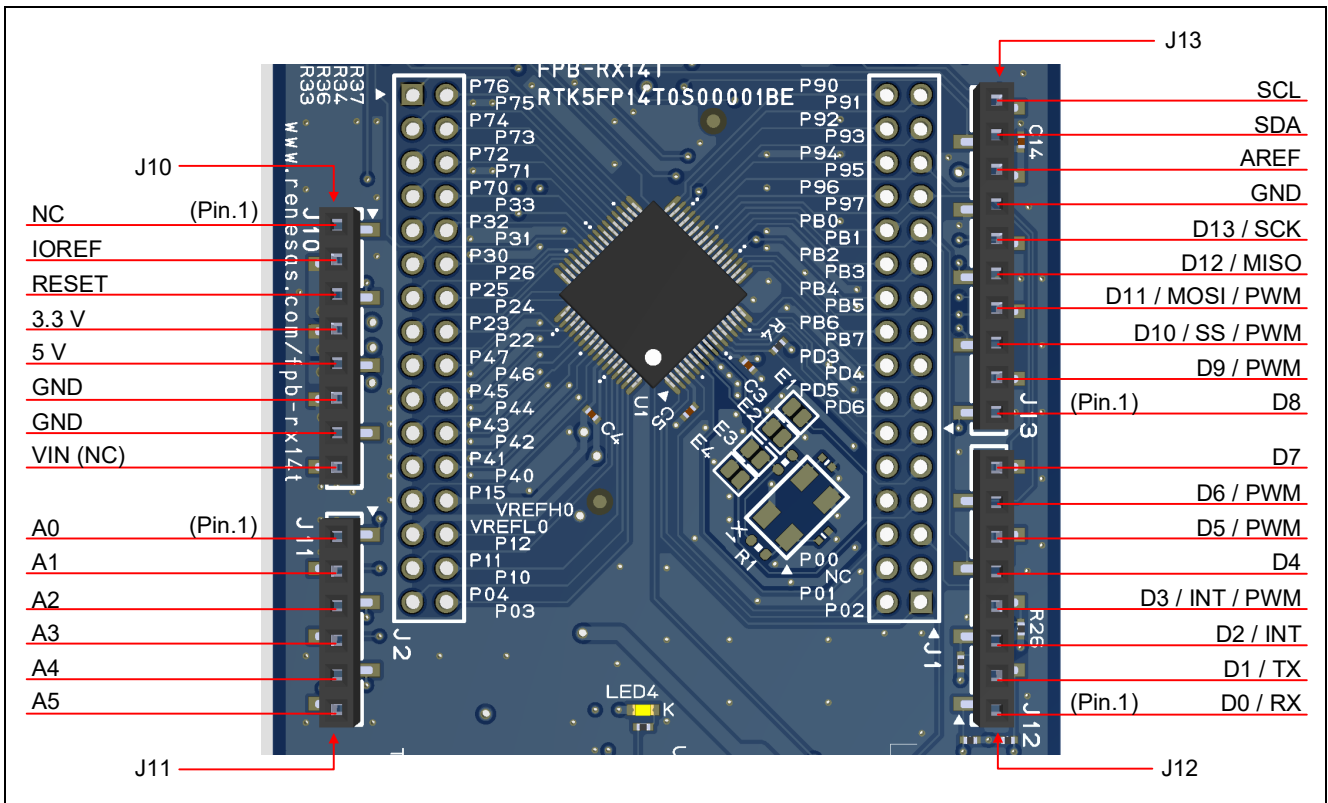 J13
SCL
SDA
AREF
GND
D13 / SCK
D12 / MISO
D11 / MOSI / PWM
D10 / SS / PWM
D9 / PWM
(Pin.1) D8
D7
D6 / PWM
D5 / PWM
D4
D3 / INT / PWM
D2 / INT
D1 / TX
(Pin.1) D0 / RX
J12
J10
NC (Pin.1)
IOREF
RESET
3.3 V
5 V
GND
GND
VIN (NC)
A0 (Pin.1)
A1
A2
A3
A4
A5
J11
R37
R34
R36
R33
www.renesas.com/fpb-rx14t
J10
J11
FPB-RX14T
RTK5FP14T0S00001BE
P76
P75
P74
P73
P72
P71
P70
P33
P32
P31
P30
P26
P25
P24
P23
P22
P47
P46
P45
P44
P43
P42
P41
P40
P15
VREFH0
VREFL0
P12
P11
P10
P04
P03
J2
P90
P91
P92
P93
P94
P95
P96
P97
PB0
PB1
PB2
PB3
PB4
PB5
PB6
PB7
PD3
PD4
PD5
PD6
P00
NC
P01
P02
J1
U1
C5
C4
C3
R4
E1
E2
E3
E4
X1
R1
LED4
K
C14
J13
R26
J12